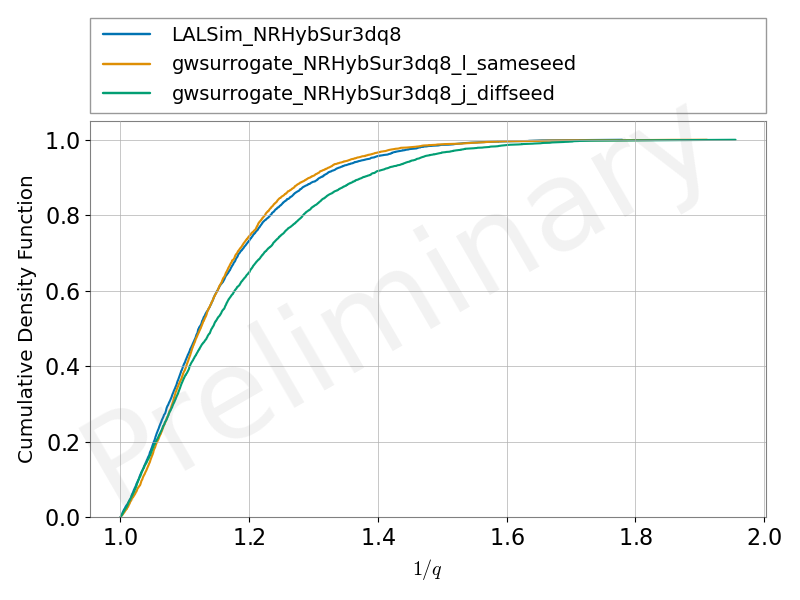 LALSim_NRHybSur3dq8
gwsurrogate_NRHybSur3dq8_l_sameseed
gwsurrogate_NRHybSur3dq8_j_diffseed
1.0
0.8
0.6
0.4
0.2
0.0
Cumulative Density Function
Preliminary
1.0 1.2 1.4 1.6 1.8 2.0
1/q